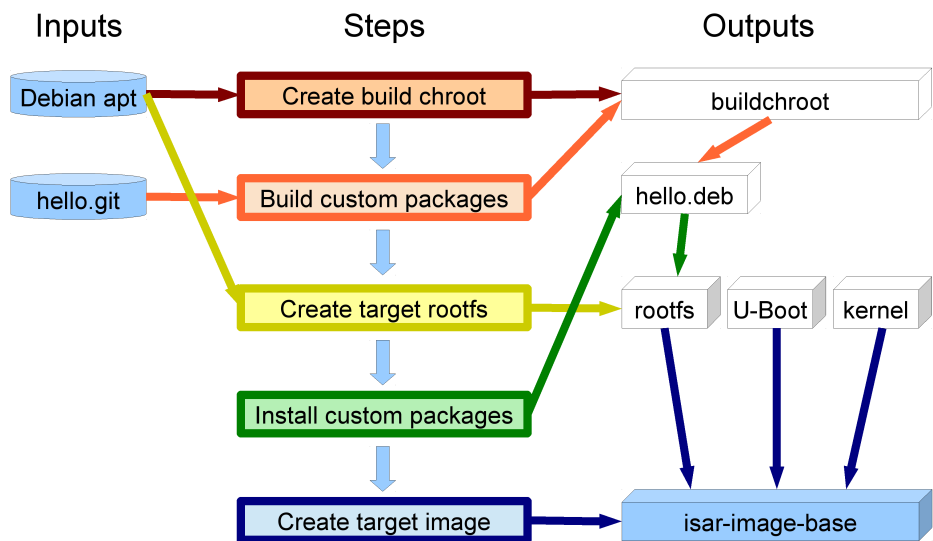 Inputs
Steps
Outputs
Debian apt
Create build chroot
buildchroot
hello.git
Build custom packages
hello.deb
Create target rootfs
rootfs
U-Boot
kernel
Install custom packages
Create target image
isar-image-base